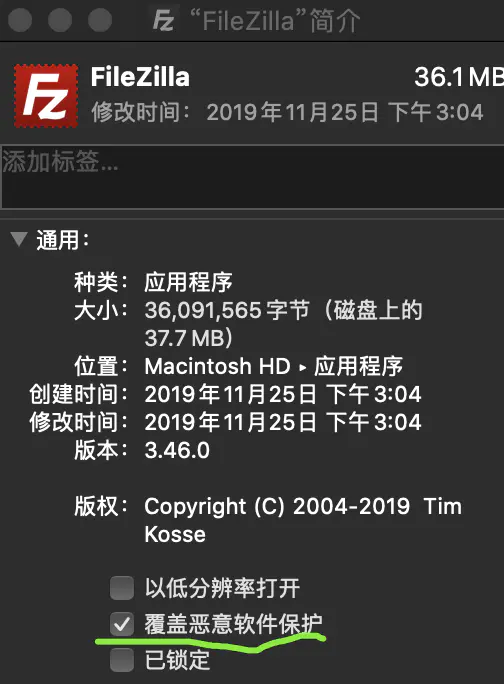 “FileZilla”简介
FileZilla 36.1 MB
修改时间：2019年11月25日 下午3:04
添加标签...
通用：
种类：应用程序
大小：36,091,565 字节（磁盘上的
37.7 MB）
位置：Macintosh HD ▸ 应用程序
创建时间：2019年11月25日 下午3:04
修改时间：2019年11月25日 下午3:04
版本：3.46.0
版权：Copyright (C) 2004-2019 Tim
Kosse
以低分辨率打开
覆盖恶意软件保护
已锁定